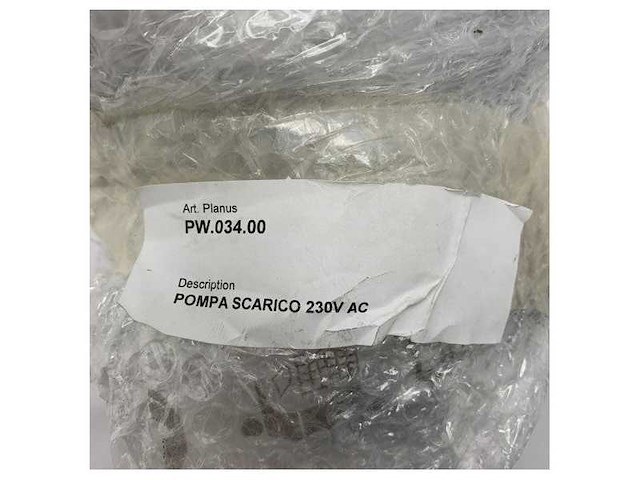 Art. Planus
PW.034.00
Description
POMPA SCARICO 230V AC